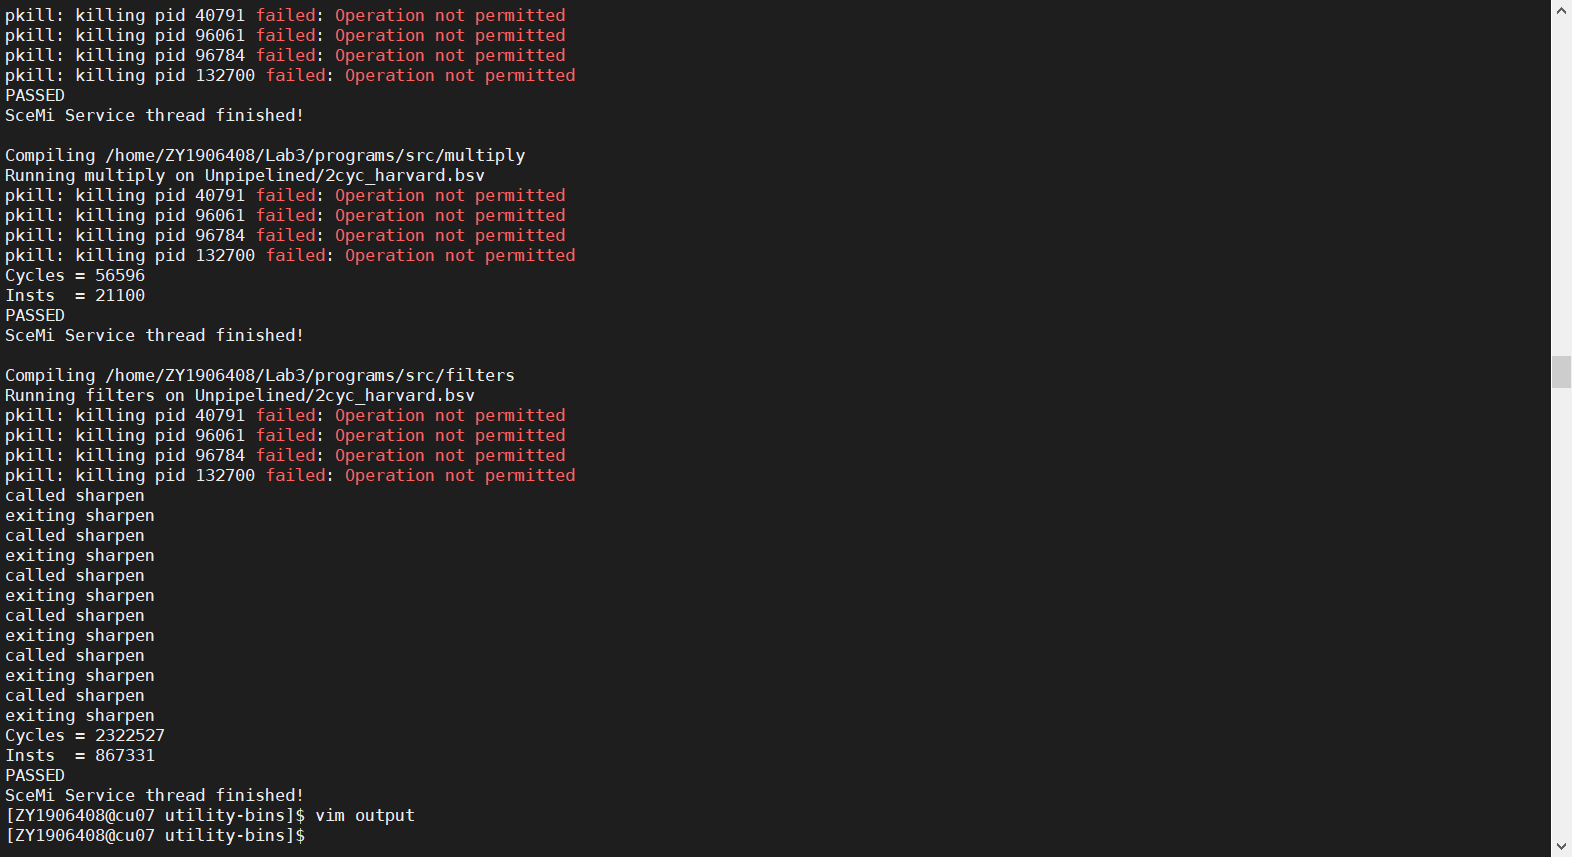 pkill: killing pid 40791 failed: Operation not permitted
pkill: killing pid 96061 failed: Operation not permitted
pkill: killing pid 96784 failed: Operation not permitted
pkill: killing pid 132700 failed: Operation not permitted
PASSED
SceMi Service thread finished!
Compiling /home/ZY1906408/Lab3/programs/src/multiply
Running multiply on Unpipelined/2cyc_harvard.bsv
pkill: killing pid 40791 failed: Operation not permitted
pkill: killing pid 96061 failed: Operation not permitted
pkill: killing pid 96784 failed: Operation not permitted
pkill: killing pid 132700 failed: Operation not permitted
Cycles = 56596
Insts  = 21100
PASSED
SceMi Service thread finished!
Compiling /home/ZY1906408/Lab3/programs/src/filters
Running filters on Unpipelined/2cyc_harvard.bsv
pkill: killing pid 40791 failed: Operation not permitted
pkill: killing pid 96061 failed: Operation not permitted
pkill: killing pid 96784 failed: Operation not permitted
pkill: killing pid 132700 failed: Operation not permitted
called sharpen
exiting sharpen
called sharpen
exiting sharpen
called sharpen
exiting sharpen
called sharpen
exiting sharpen
called sharpen
exiting sharpen
called sharpen
exiting sharpen
Cycles = 2322527
Insts  = 867331
PASSED
SceMi Service thread finished!
[ZY1906408@cu07 utility-bins]$ vim output
[ZY1906408@cu07 utility-bins]$